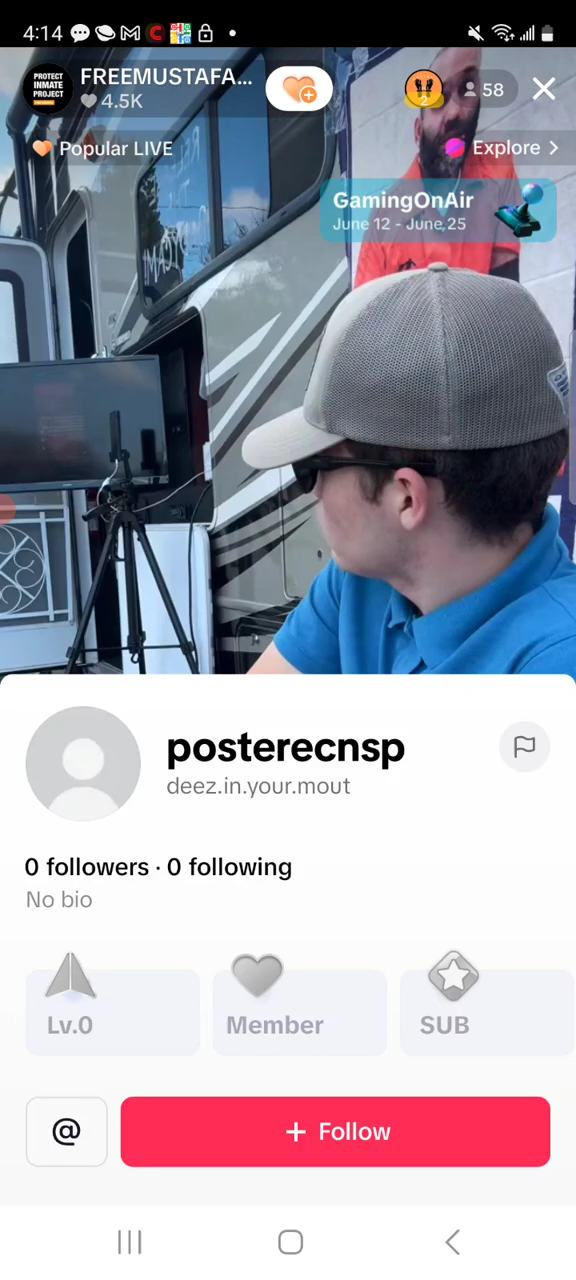 4:14
PROTECT
INMATE
PROJECT
FREEMUSTAFA...
4.5K
2
58
Popular LIVE
Explore >
GamingOnAir
June 12 - June 25
posterecnsp
deez.in.your.mout
0 followers · 0 following
No bio
Lv.0
Member
SUB
@
+ Follow